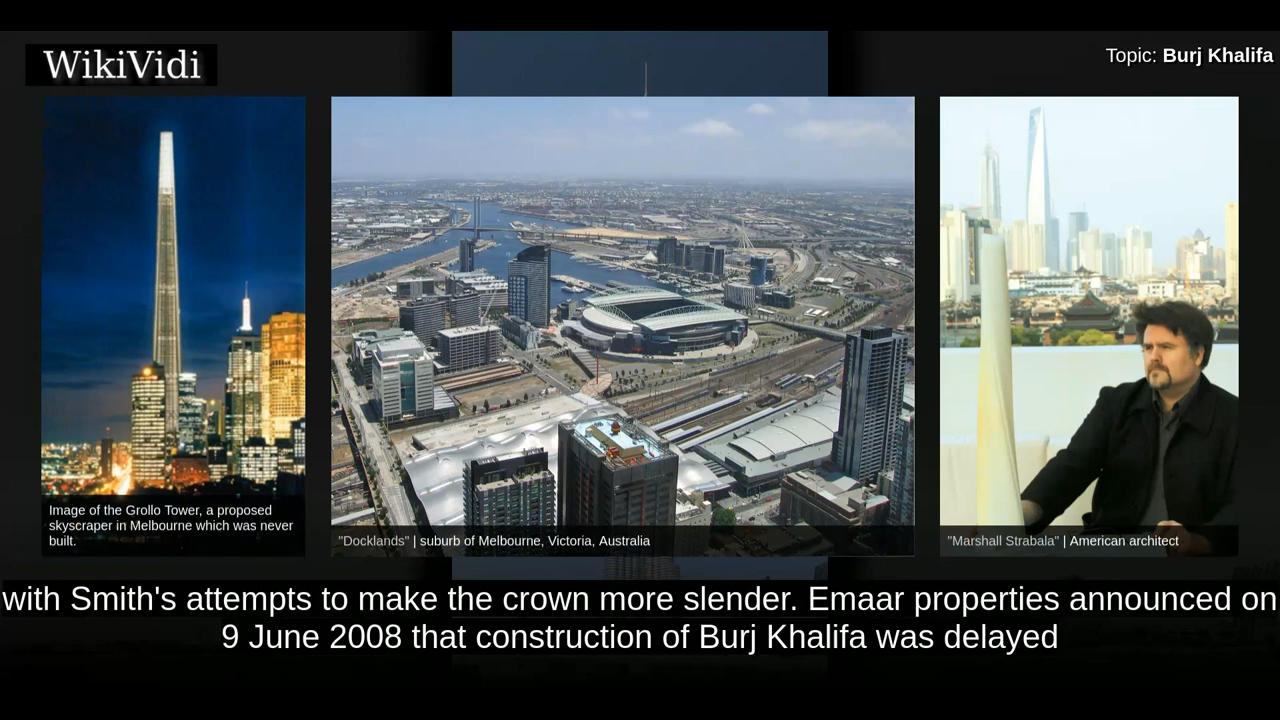 WikiVidi
Topic: Burj Khalifa
Image of the Grollo Tower, a proposed
skyscraper in Melbourne which was never
built.
"Docklands" | suburb of Melbourne, Victoria, Australia
"Marshall Strabala" | American architect
with Smith's attempts to make the crown more slender. Emaar properties announced on
9 June 2008 that construction of Burj Khalifa was delayed